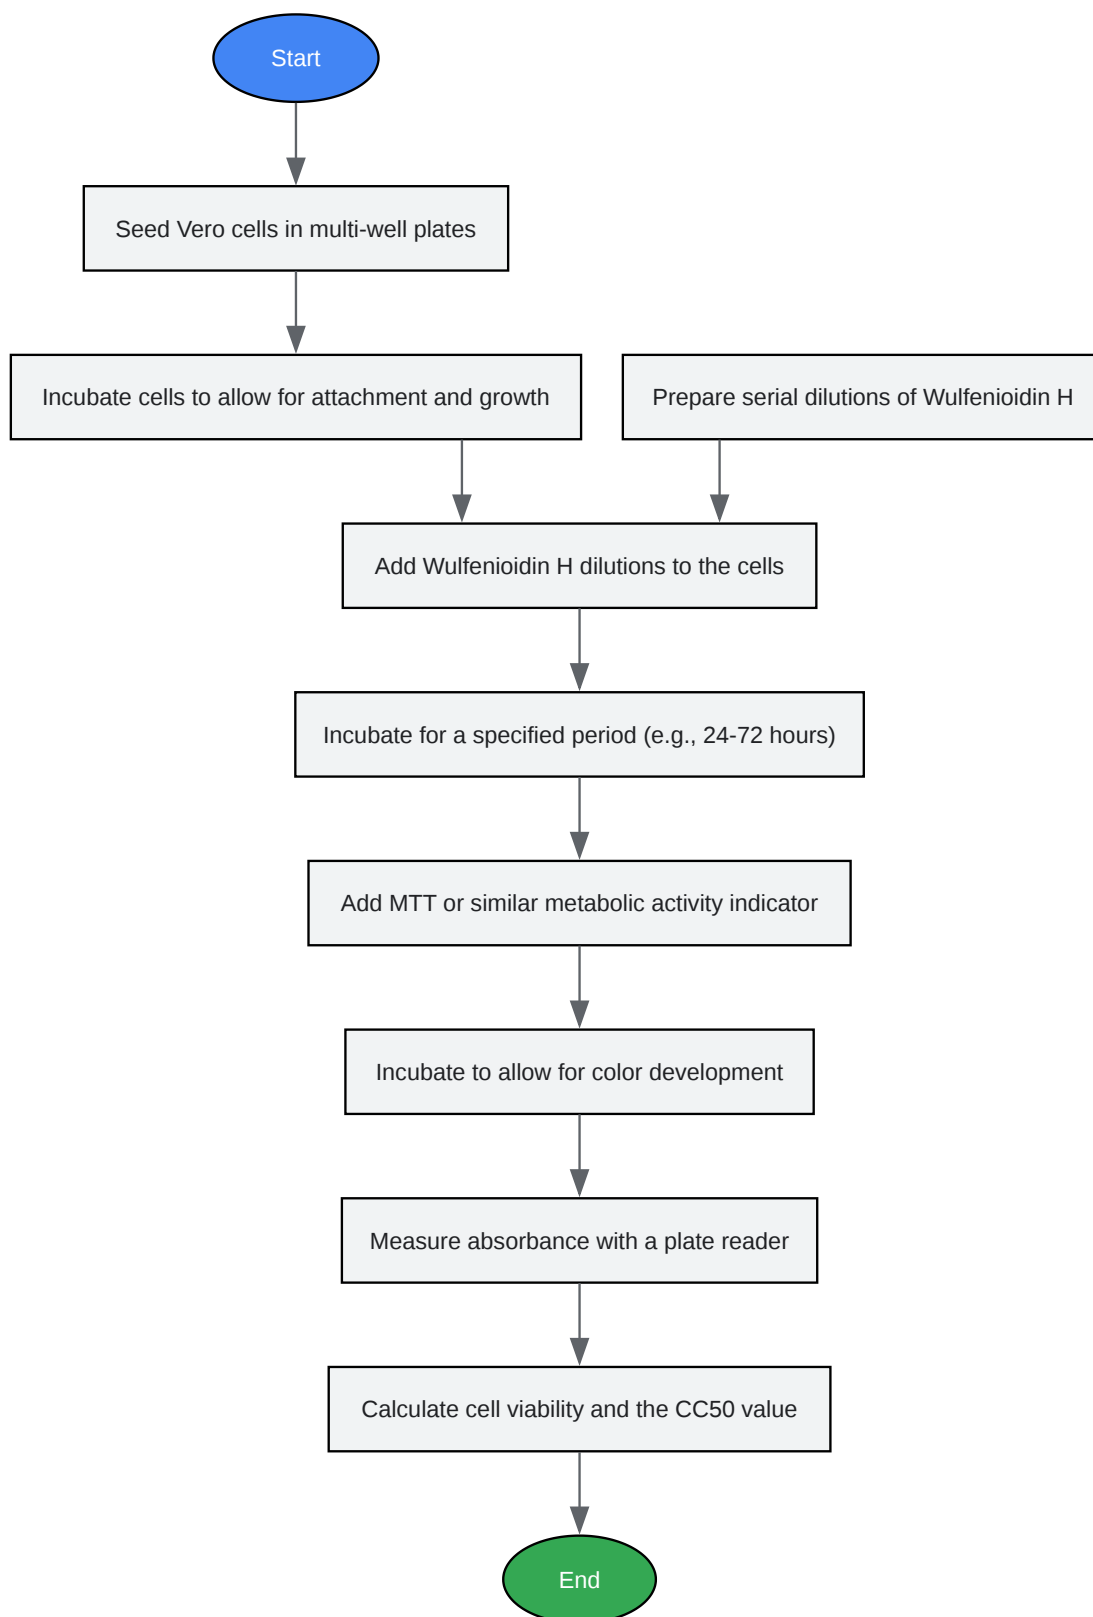 Start
Seed Vero cells in multi-well plates
Incubate cells to allow for attachment and growth
Prepare serial dilutions of Wulfenioidin H
Add Wulfenioidin H dilutions to the cells
Incubate for a specified period (e.g., 24-72 hours)
Add MTT or similar metabolic activity indicator
Incubate to allow for color development
Measure absorbance with a plate reader
Calculate cell viability and the CC50 value
End